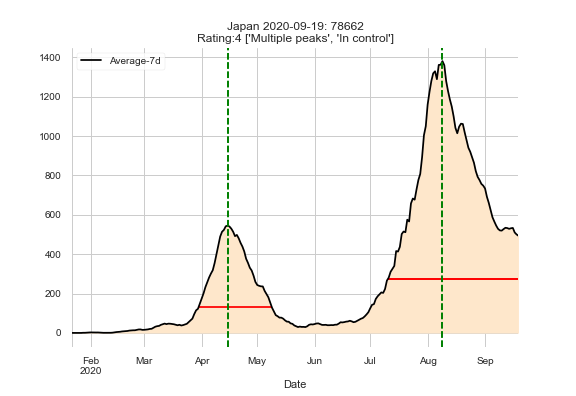 Japan 2020-09-19: 78662
Rating:4 ['Multiple peaks', 'In control']
Average-7d
1400
1200
1000
800
600
400
200
0
Feb Mar Apr May Jun Jul Aug Sep
2020
Date